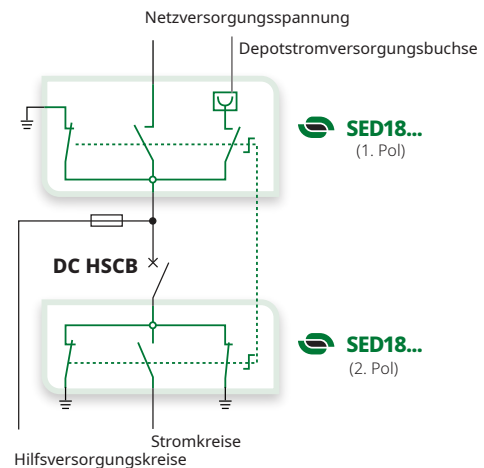 Netzversorgungsspannung
Depotstromversorgungsbuchse
SED18...
(1. Pol)
DC HSCB
SED18...
(2. Pol)
Stromkreise
Hilfsversorgungskreise